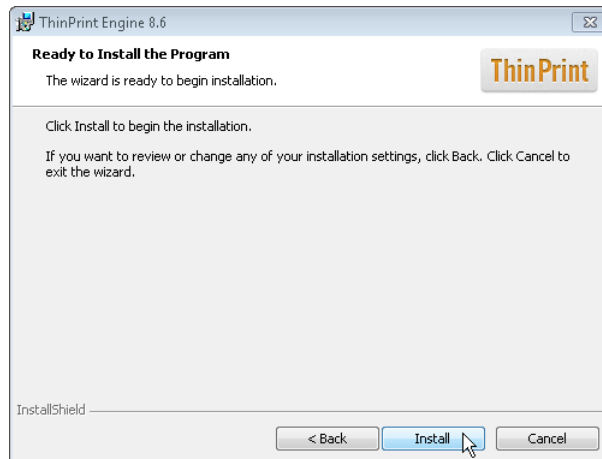 ThinPrint Engine 8.6
Ready to Install the Program
The wizard is ready to begin installation.
ThinPrint
Click Install to begin the installation.
If you want to review or change any of your installation settings, click Back. Click Cancel to
exit the wizard.
InstallShield
< Back Install Cancel